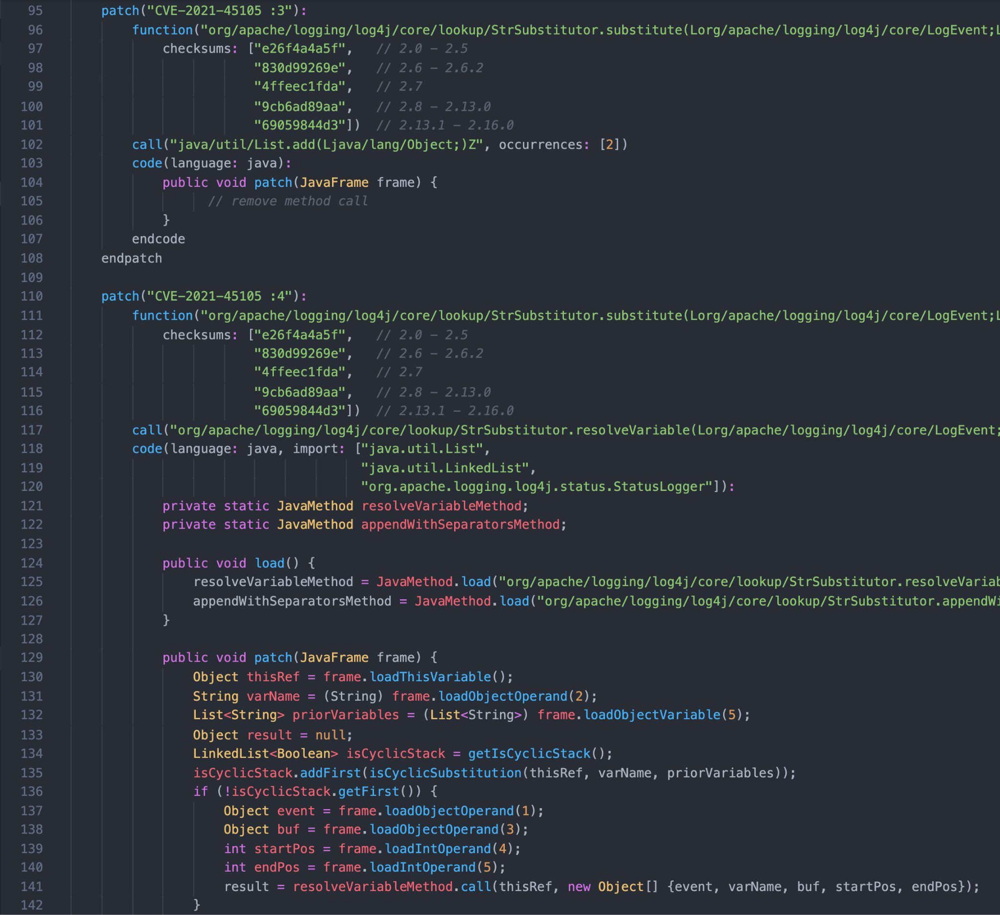 95 patch("CVE-2021-45105 :3"):
96 function("org/apache/logging/log4j/core/lookup/StrSubstitutor.substitute(Lorg/apache/logging/log4j/core/LogEvent;L
97 checksums: ["e26f4a4a5f", // 2.0 - 2.5
98 "830d99269e", // 2.6 - 2.6.2
99 "4ffeec1fda", // 2.7
100 "9cb6ad89aa", // 2.8 - 2.13.0
101 "69059844d3"]) // 2.13.1 - 2.16.0
102 call("java/util/List.add(Ljava/lang/Object;)Z", occurrences: [2])
103 code(language: java):
104 public void patch(JavaFrame frame) {
105 // remove method call
106 }
107 endcode
108 endpatch
109
110 patch("CVE-2021-45105 :4"):
111 function("org/apache/logging/log4j/core/lookup/StrSubstitutor.substitute(Lorg/apache/logging/log4j/core/LogEvent;L
112 checksums: ["e26f4a4a5f", // 2.0 - 2.5
113 "830d99269e", // 2.6 - 2.6.2
114 "4ffeec1fda", // 2.7
115 "9cb6ad89aa", // 2.8 - 2.13.0
116 "69059844d3"]) // 2.13.1 - 2.16.0
117 call("org/apache/logging/log4j/core/lookup/StrSubstitutor.resolveVariable(Lorg/apache/logging/log4j/core/LogEvent;
118 code(language: java, import: ["java.util.List",
119 "java.util.LinkedList",
120 "org.apache.logging.log4j.status.StatusLogger"]):
121 private static JavaMethod resolveVariableMethod;
122 private static JavaMethod appendWithSeparatorsMethod;
123
124 public void load() {
125 resolveVariableMethod = JavaMethod.load("org/apache/logging/log4j/core/lookup/StrSubstitutor.resolveVariab
126 appendWithSeparatorsMethod = JavaMethod.load("org/apache/logging/log4j/core/lookup/StrSubstitutor.appendWi
127 }
128
129 public void patch(JavaFrame frame) {
130 Object thisRef = frame.loadThisVariable();
131 String varName = (String) frame.loadObjectOperand(2);
132 List<String> priorVariables = (List<String>) frame.loadObjectVariable(5);
133 Object result = null;
134 LinkedList<Boolean> isCyclicStack = getIsCyclicStack();
135 isCyclicStack.addFirst(isCyclicSubstitution(thisRef, varName, priorVariables));
136 if (!isCyclicStack.getFirst()) {
137 Object event = frame.loadObjectOperand(1);
138 Object buf = frame.loadObjectOperand(3);
139 int startPos = frame.loadIntOperand(4);
140 int endPos = frame.loadIntOperand(5);
141 result = resolveVariableMethod.call(thisRef, new Object[] {event, varName, buf, startPos, endPos});
142 }